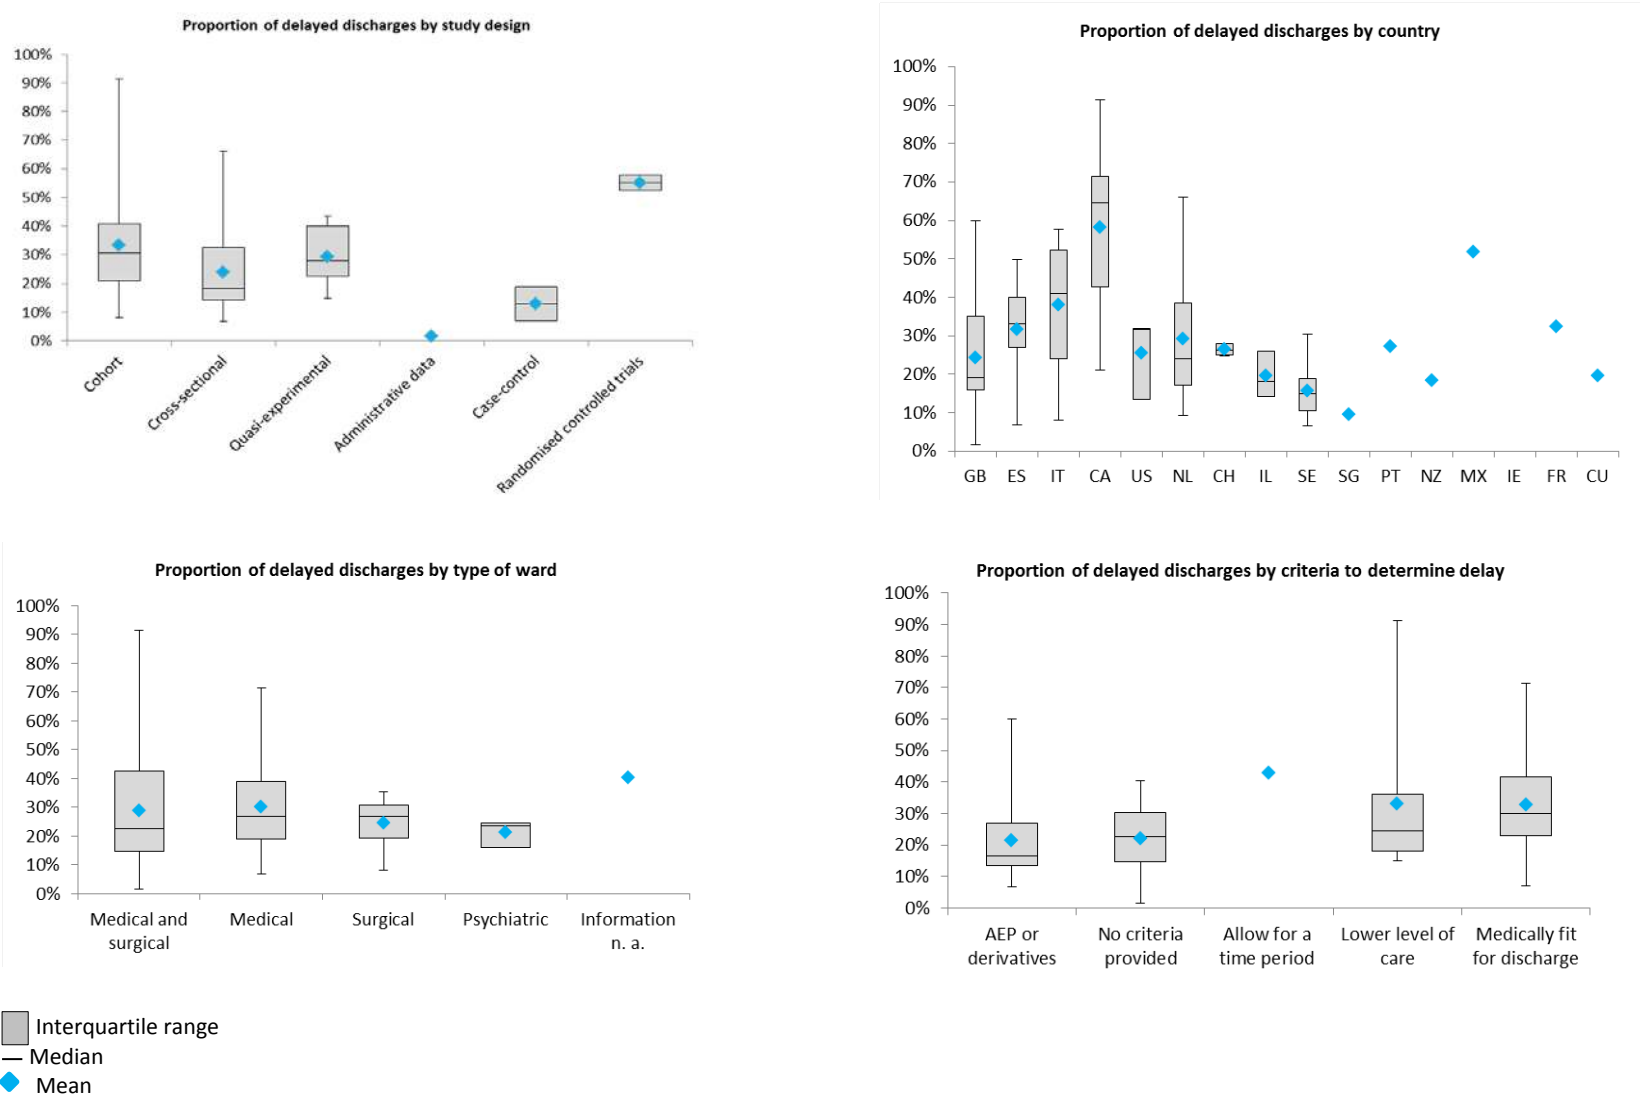 Proportion of delayed discharges by study design
100%
90%
80%
70%
60%
50%
40%
30%
20%
10%
0%
Cohort
Cross-sectional
Quasi-experimental
Administrative data
Case-control
Randomised controlled trials
Proportion of delayed discharges by country
100%
90%
80%
70%
60%
50%
40%
30%
20%
10%
0%
GB ES IT CA US NL CH IL SE SG PT NZ MX IE FR CU
Proportion of delayed discharges by type of ward
100%
90%
80%
70%
60%
50%
40%
30%
20%
10%
0%
Medical and Medical Surgical Psychiatric Information
surgical n. a.
Proportion of delayed discharges by criteria to determine delay
100%
90%
80%
70%
60%
50%
40%
30%
20%
10%
0%
AEP or No criteria Allow for a Lower level of Medically fit
derivatives provided time period care for discharge
Interquartile range
Median
Mean